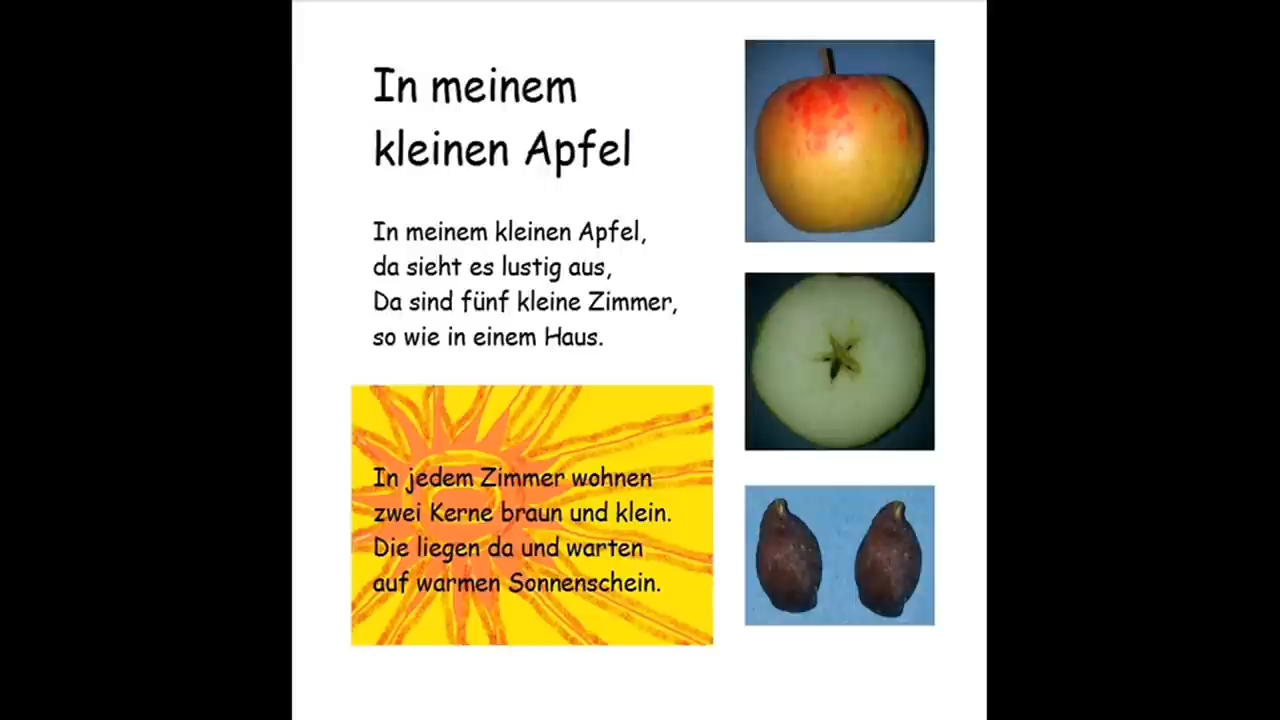 In meinem
kleinen Apfel
In meinem kleinen Apfel,
da sieht es lustig aus,
Da sind fünf kleine Zimmer,
so wie in einem Haus.
In jedem Zimmer wohnen
zwei Kerne braun und klein.
Die liegen da und warten
auf warmen Sonnenschein.